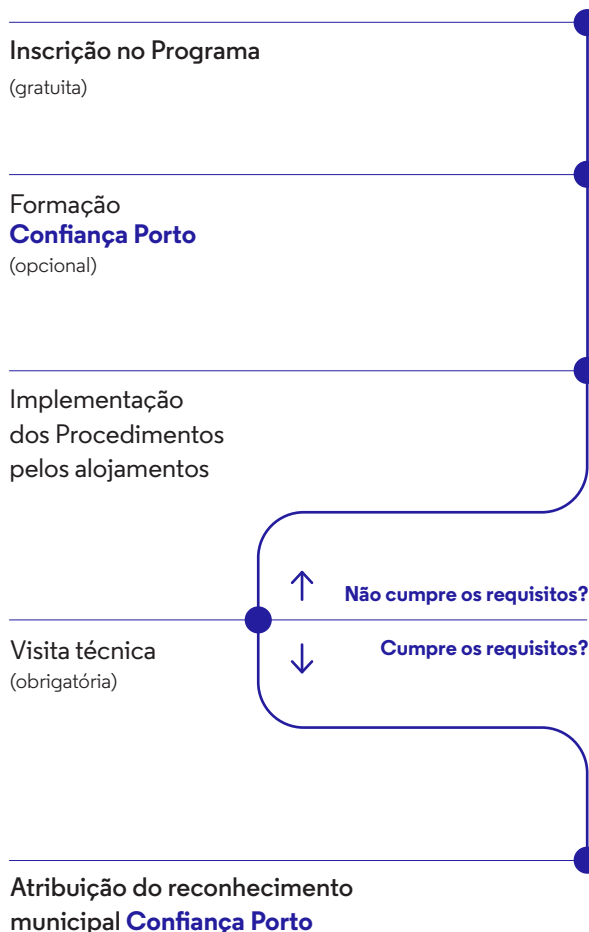 Inscrição no Programa
(gratuita)
Formação
Confiança Porto
(opcional)
Implementação
dos Procedimentos
pelos alojamentos
Não cumpre os requisitos?
Visita técnica
(obrigatória)
Cumpre os requisitos?
Atribuição do reconhecimento
municipal Confiança Porto